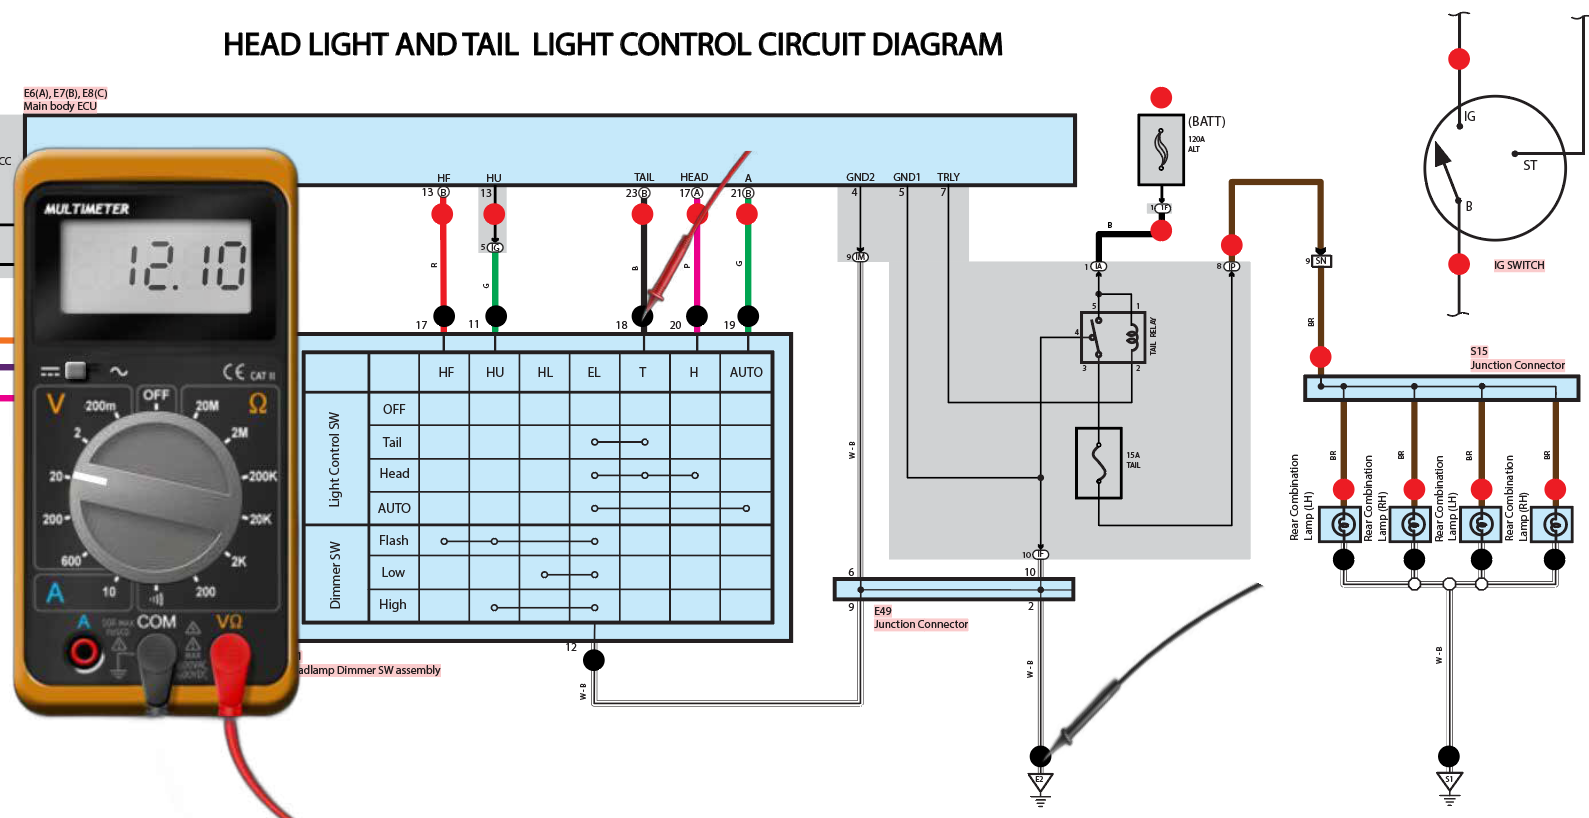 HEAD LIGHT AND TAIL LIGHT CONTROL CIRCUIT DIAGRAM
E6(A), E7(B), E8(C)
Main body ECU
CC
HF
HU
TAIL
HEAD
A
GND2
GND1
TRLY
13 B
13
23 B
17 A
21 B
4
5
7
5 IG
R
G
B
P
G
17
11
18
20
19
HF HU HL EL T H AUTO
Light Control SW
OFF
Tail
Head
AUTO
Dimmer SW
Flash
Low
High
12
W - B
1
adlamp Dimmer SW assembly
MULTIMETER
12.10
CE CAT II
OFF
V
200m
2
20
200
600
A
10
200
2K
20K
200K
2M
20M
Ω
A
COM
VΩ
9 IM
W - B
6
10
9
2
E49
Junction Connector
W - B
E2
(BATT)
120A
ALT
1 TF
B
1 IA
8 IP
5
1
4
3
2
TAIL RELAY
15A
TAIL
10 IF
9 SN
BR
S15
Junction Connector
BR
BR
BR
BR
Rear Combination
Lamp (LH)
Rear Combination
Lamp (RH)
Rear Combination
Lamp (LH)
Rear Combination
Lamp (RH)
W - B
S1
IG
ST
B
IG SWITCH